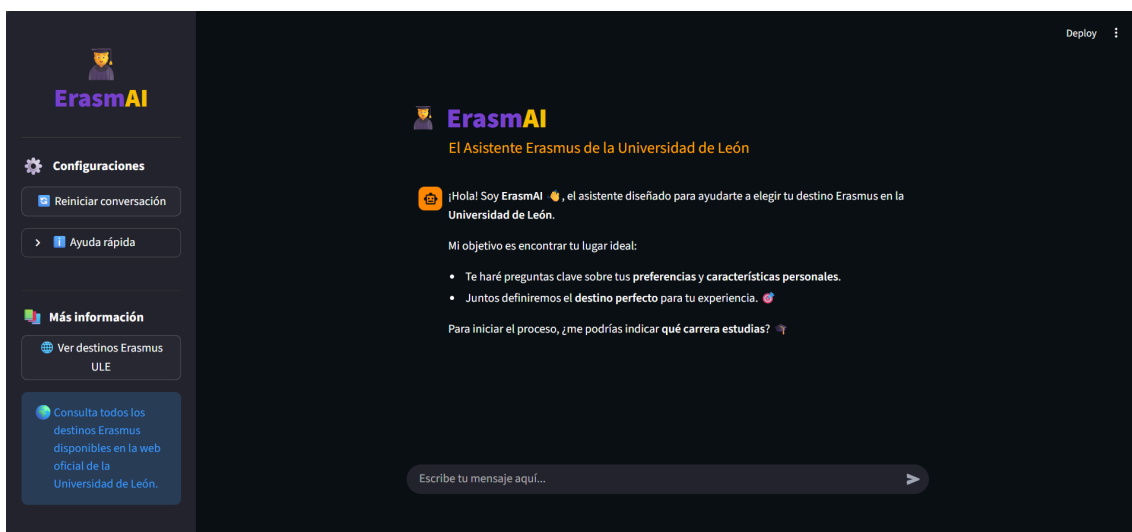 Deploy
ErasmAI
Configuraciones
Reiniciar conversación
Ayuda rápida
Más información
Ver destinos Erasmus
ULE
Consulta todos los
destinos Erasmus
disponibles en la web
oficial de la
Universidad de León.
ErasmAI
El Asistente Erasmus de la Universidad de León
¡Hola! Soy ErasmAI 👋, el asistente diseñado para ayudarte a elegir tu destino Erasmus en la
Universidad de León.
Mi objetivo es encontrar tu lugar ideal:
• Te haré preguntas clave sobre tus preferencias y características personales.
• Juntos definiremos el destino perfecto para tu experiencia. 🎯
Para iniciar el proceso, ¿me podrías indicar qué carrera estudias? 🎓
Escribe tu mensaje aquí...